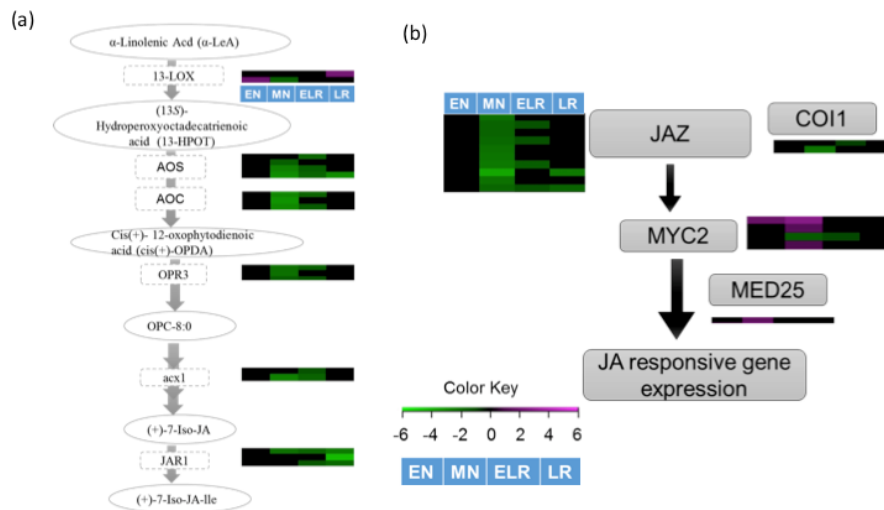 (a)
α-Linolenic Acd (α-LeA)
13-LOX
EN MN ELR LR
(13S)-
Hydroperoxyoctadecatrienoic
acid (13-HPOT)
AOS
AOC
Cis(+)- 12-oxophytodienoic
acid (cis(+)-OPDA)
OPR3
OPC-8:0
acx1
(+)-7-Iso-JA
JAR1
(+)-7-Iso-JA-lle
(b)
EN MN ELR LR
JAZ
COI1
MYC2
MED25
JA responsive gene
expression
Color Key
-6 -4 -2 0 2 4 6
EN MN ELR LR